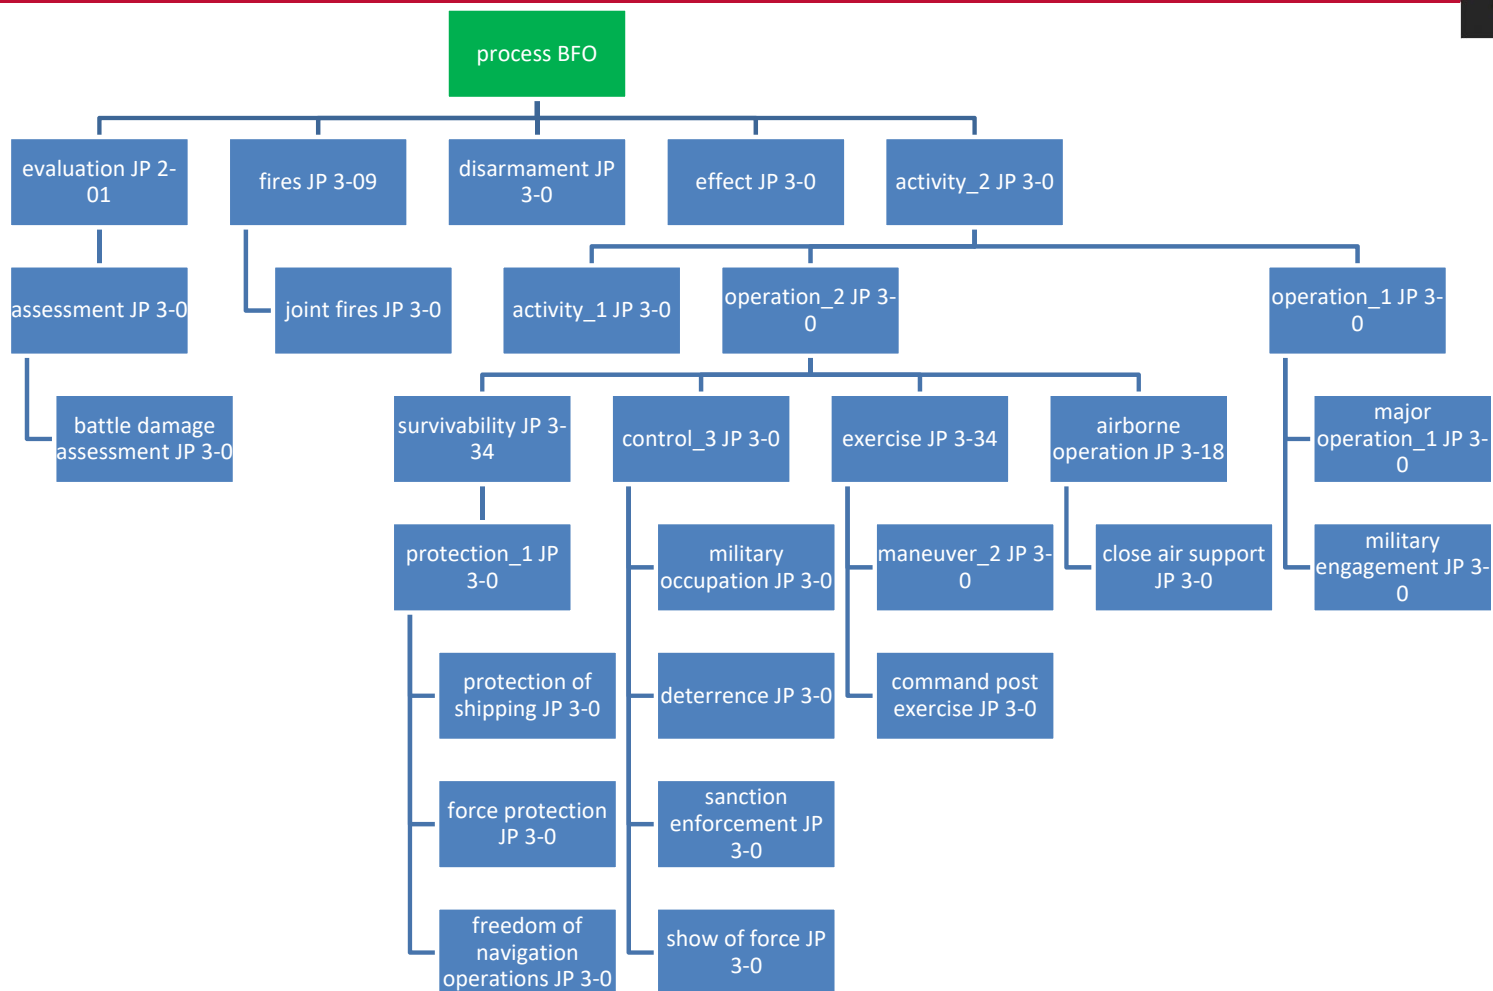 process BFO
evaluation JP 2-
01
fires JP 3-09
disarmament JP
3-0
effect JP 3-0
activity_2 JP 3-0
assessment JP 3-0
joint fires JP 3-0
activity_1 JP 3-0
operation_2 JP 3-
0
operation_1 JP 3-
0
battle damage
assessment JP 3-0
survivability JP 3-
34
control_3 JP 3-0
exercise JP 3-34
airborne
operation JP 3-18
major
operation_1 JP 3-
0
protection_1 JP
3-0
military
occupation JP 3-0
maneuver_2 JP 3-
0
close air support
JP 3-0
military
engagement JP 3-
0
protection of
shipping JP 3-0
deterrence JP 3-0
command post
exercise JP 3-0
force protection
JP 3-0
sanction
enforcement JP
3-0
freedom of
navigation
operations JP 3-0
show of force JP
3-0